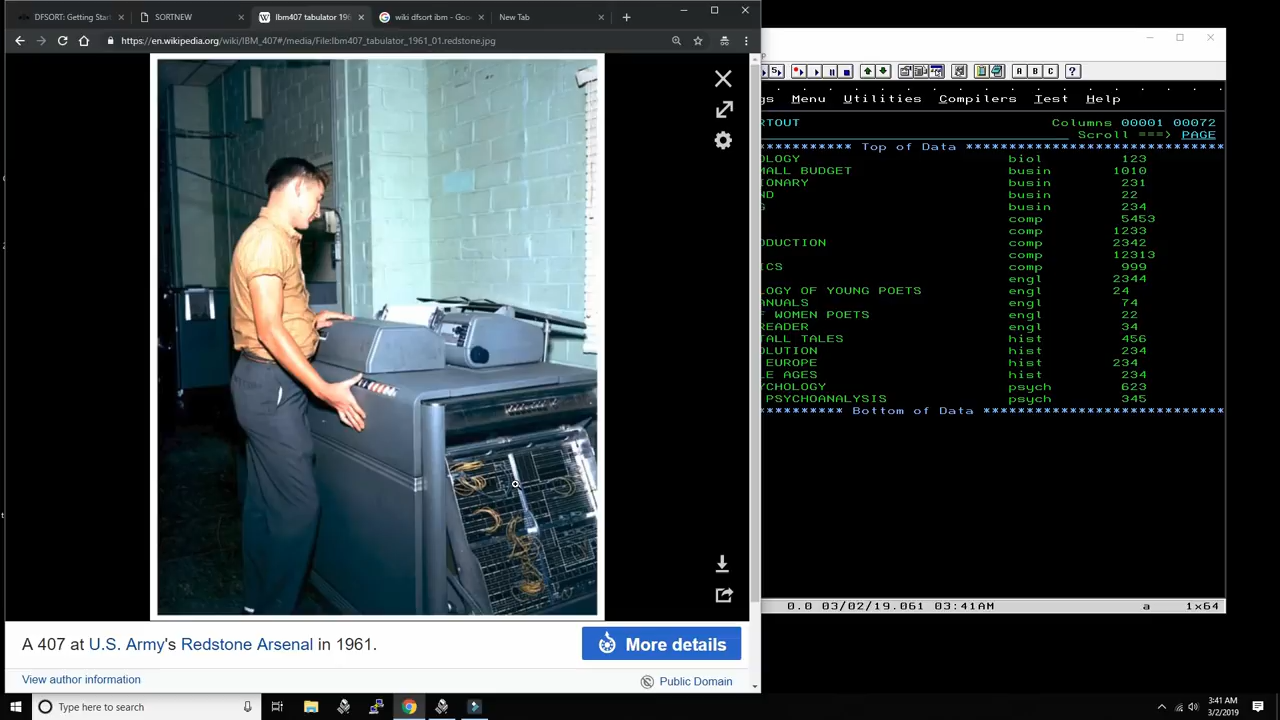 DFSORT: Getting Star
SORTNEW
Ibm407 tabulator 196
wiki dfsort ibm - Goo
New Tab
https://en.wikipedia.org/wiki/IBM_407#/media/File:Ibm407_tabulator_1961_01.redstone.jpg
A 407 at U.S. Army's Redstone Arsenal in 1961.
More details
View author information
Public Domain
A B C ?
gs Menu Utilities Compilers Test Help
RTOUT Columns 00001 00072
Scroll ===> PAGE
********* Top of Data **************************
OLOGY biol 123
MALL BUDGET busin 1010
IONARY busin 231
ND busin 22
busin 234
comp 5453
comp 1233
ODUCTION comp 2342
comp 12313
ICS comp 999
engl 2344
LOGY OF YOUNG POETS engl 24
ANUALS engl 74
F WOMEN POETS engl 22
READER engl 34
TALL TALES hist 456
OLUTION hist 234
EUROPE hist 234
LE AGES hist 234
YCHOLOGY psych 623
PSYCHOANALYSIS psych 345
******** Bottom of Data ************************
0.0 03/02/19.061 03:41AM a 1x64
Type here to search
3:41 AM
3/2/2019